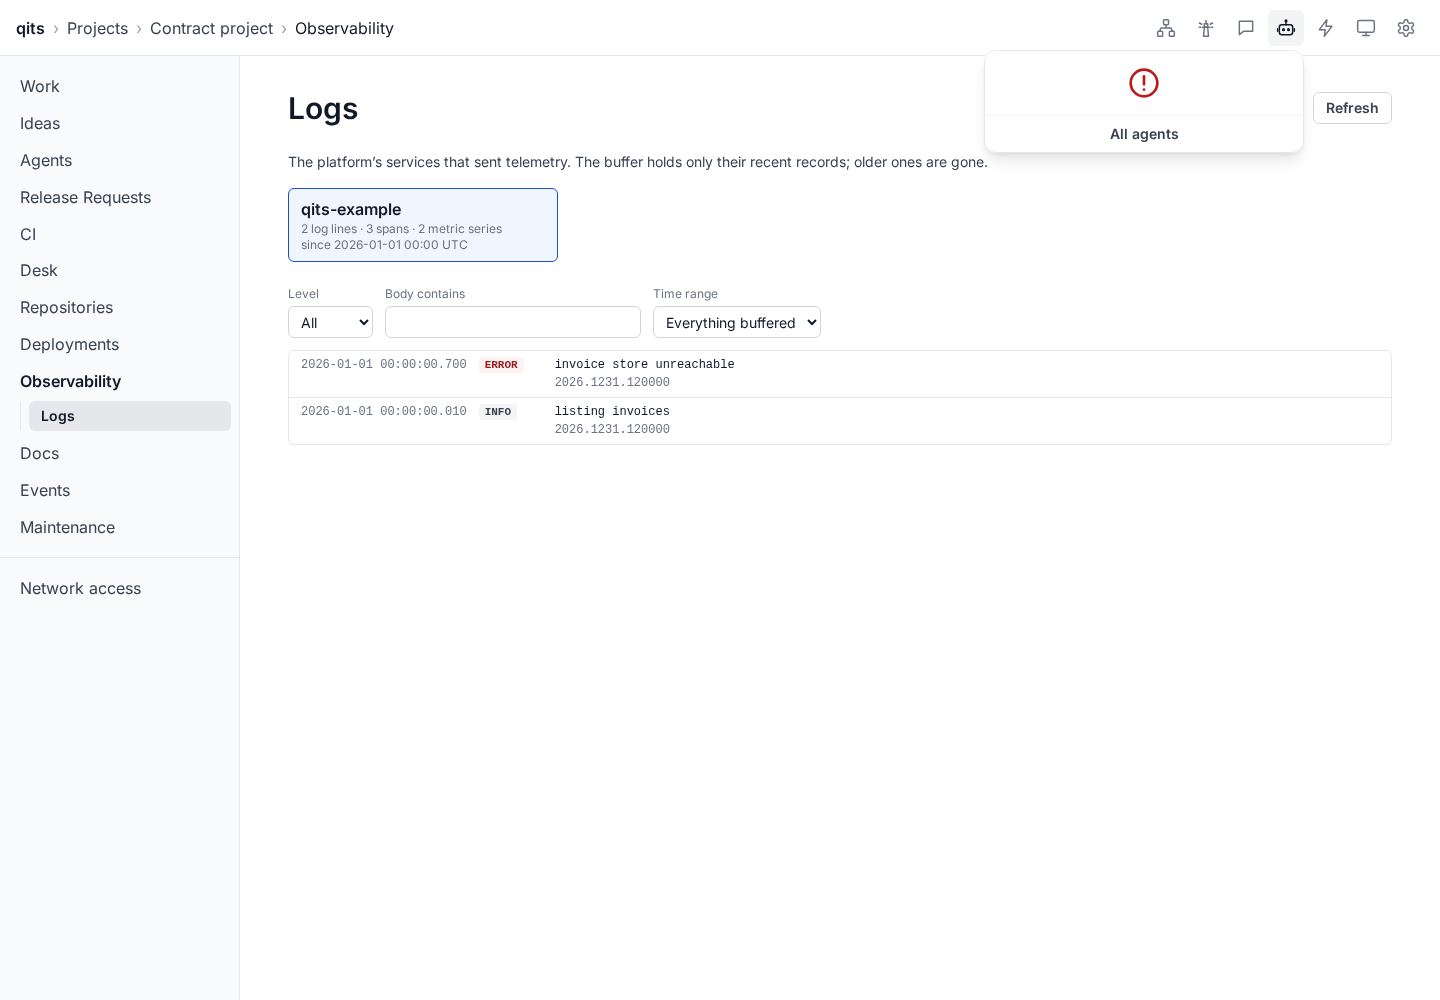 qits › Projects › Contract project › Observability
All agents
Work
Ideas
Agents
Release Requests
CI
Desk
Repositories
Deployments
Observability
Logs
Docs
Events
Maintenance
Network access
Logs
Refresh
The platform’s services that sent telemetry. The buffer holds only their recent records; older ones are gone.
qits-example
2 log lines · 3 spans · 2 metric series
since 2026-01-01 00:00 UTC
Level
Body contains
Time range
All
Everything buffered
2026-01-01 00:00:00.700 ERROR invoice store unreachable
2026.1231.120000
2026-01-01 00:00:00.010 INFO listing invoices
2026.1231.120000